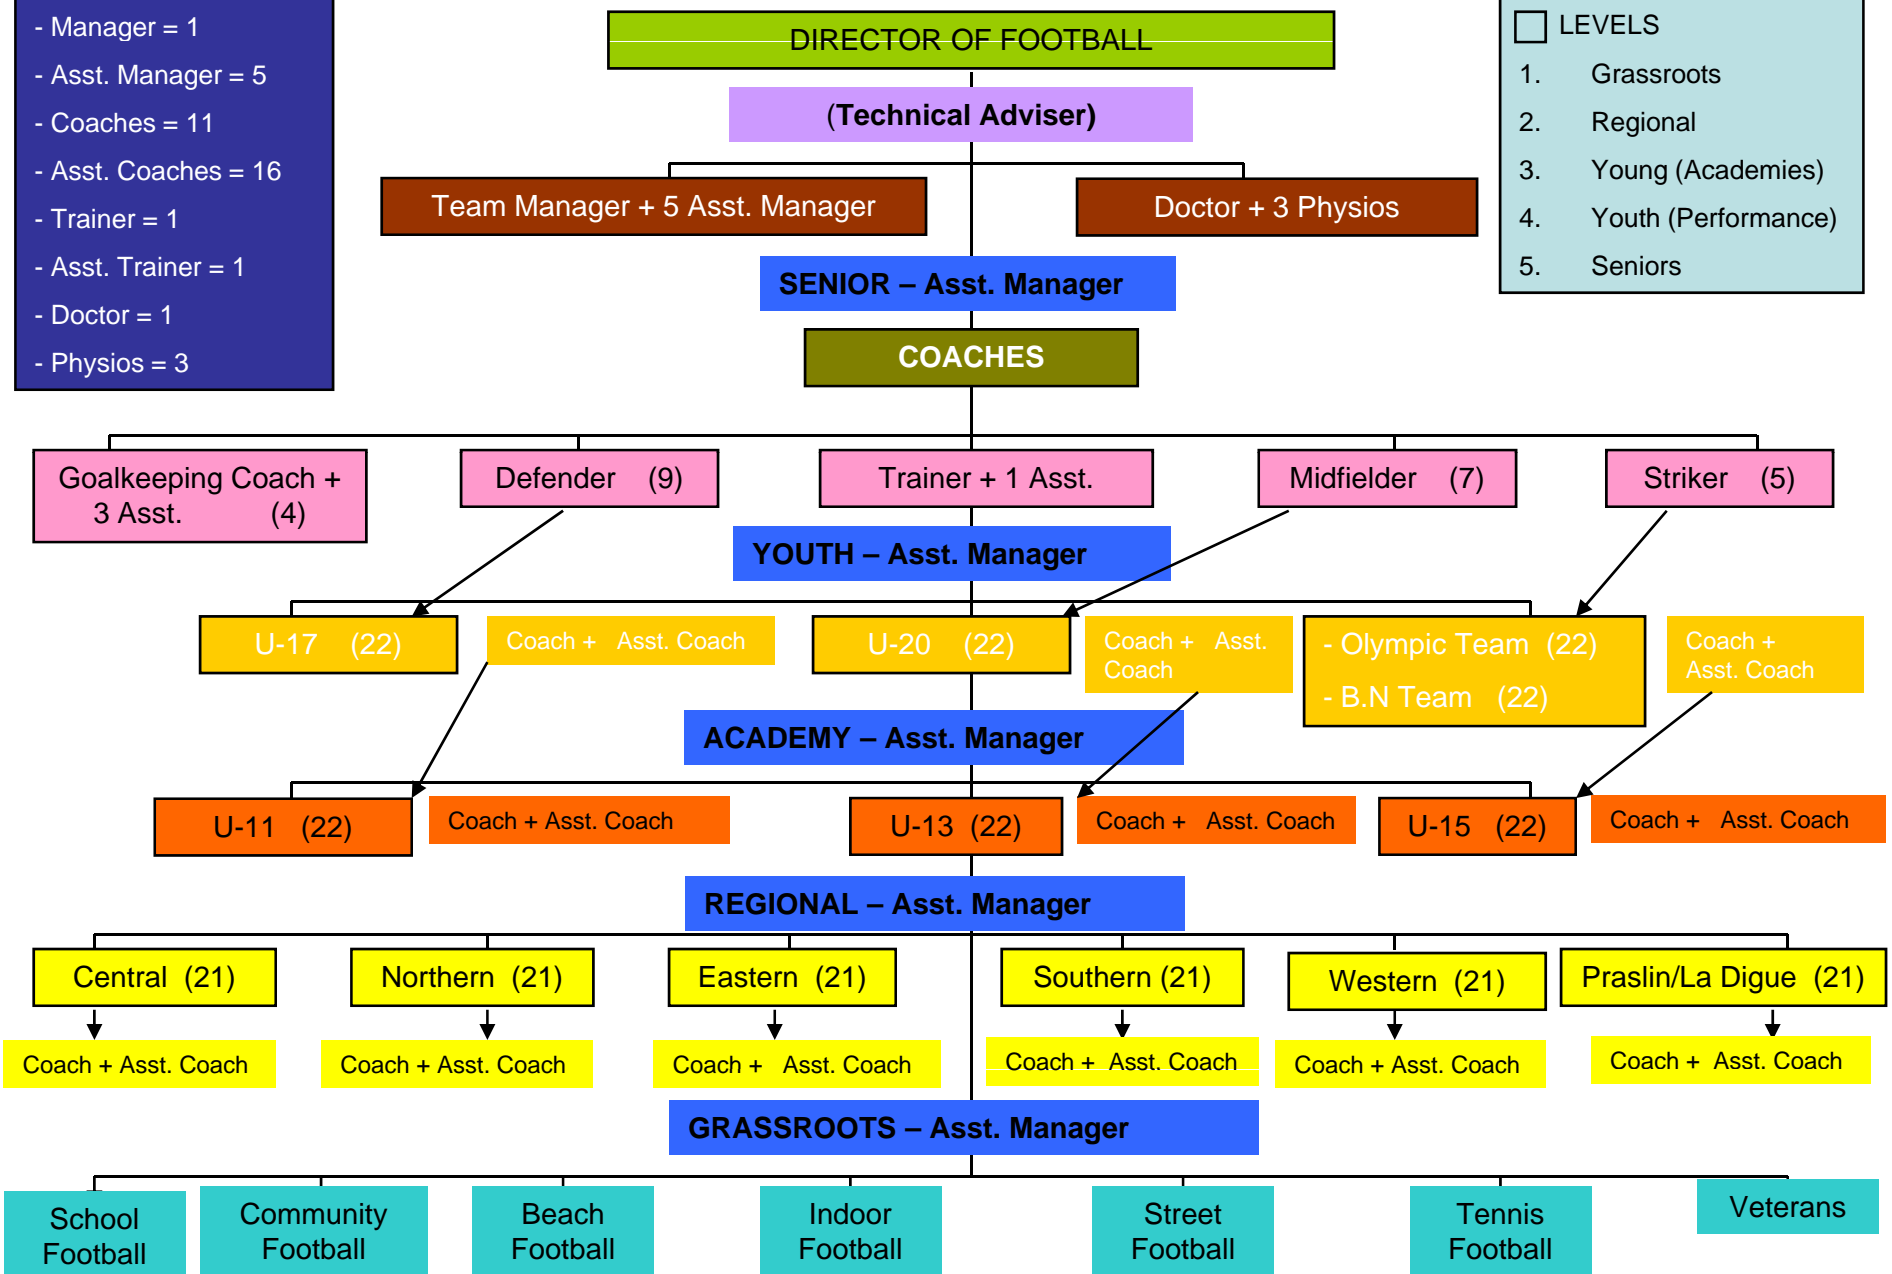 - Manager = 1
- Asst. Manager = 5
- Coaches = 11
- Asst. Coaches = 16
- Trainer = 1
- Asst. Trainer = 1
- Doctor = 1
- Physios = 3
DIRECTOR OF FOOTBALL
(Technical Adviser)
Team Manager + 5 Asst. Manager
Doctor + 3 Physios
LEVELS
1. Grassroots
2. Regional
3. Young (Academies)
4. Youth (Performance)
5. Seniors
SENIOR – Asst. Manager
COACHES
Goalkeeping Coach +
3 Asst. (4)
Defender (9)
Trainer + 1 Asst.
Midfielder (7)
Striker (5)
YOUTH – Asst. Manager
U-17 (22)
Coach + Asst. Coach
U-20 (22)
Coach + Asst.
Coach
- Olympic Team (22)
- B.N Team (22)
Coach +
Asst. Coach
ACADEMY – Asst. Manager
U-11 (22)
Coach + Asst. Coach
U-13 (22)
Coach + Asst. Coach
U-15 (22)
Coach + Asst. Coach
REGIONAL – Asst. Manager
Central (21)
Northern (21)
Eastern (21)
Southern (21)
Western (21)
Praslin/La Digue (21)
Coach + Asst. Coach
Coach + Asst. Coach
Coach + Asst. Coach
Coach + Asst. Coach
Coach + Asst. Coach
Coach + Asst. Coach
GRASSROOTS – Asst. Manager
School
Football
Community
Football
Beach
Football
Indoor
Football
Street
Football
Tennis
Football
Veterans